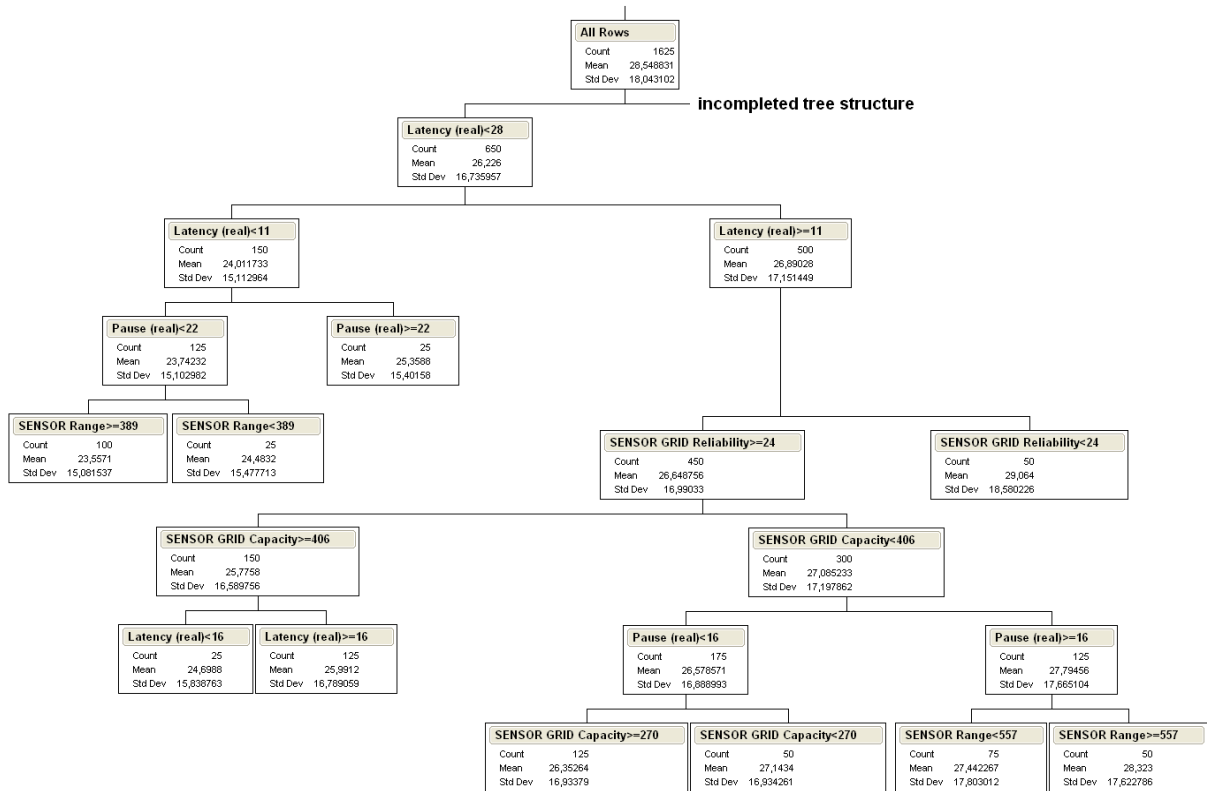 All Rows
Count 1625
Mean 28,548831
Std Dev 18,043102
incompleted tree structure
Latency (real)<28
Count 650
Mean 26,226
Std Dev 16,735957
Latency (real)<11
Count 150
Mean 24,011733
Std Dev 15,112964
Latency (real)>=11
Count 500
Mean 26,89028
Std Dev 17,151449
Pause (real)<22
Count 125
Mean 23,74232
Std Dev 15,102982
Pause (real)>=22
Count 25
Mean 25,3588
Std Dev 15,40158
SENSOR Range>=389
Count 100
Mean 23,5571
Std Dev 15,081537
SENSOR Range<389
Count 25
Mean 24,4832
Std Dev 15,477713
SENSOR GRID Reliability>=24
Count 450
Mean 26,648756
Std Dev 16,99033
SENSOR GRID Reliability<24
Count 50
Mean 29,064
Std Dev 18,580226
SENSOR GRID Capacity>=406
Count 150
Mean 25,7758
Std Dev 16,589756
SENSOR GRID Capacity<406
Count 300
Mean 27,085233
Std Dev 17,197862
Latency (real)<16
Count 25
Mean 24,6988
Std Dev 15,838763
Latency (real)>=16
Count 125
Mean 25,9912
Std Dev 16,789059
Pause (real)<16
Count 175
Mean 26,578571
Std Dev 16,888993
Pause (real)>=16
Count 125
Mean 27,79456
Std Dev 17,665104
SENSOR GRID Capacity>=270
Count 125
Mean 26,35264
Std Dev 16,93379
SENSOR GRID Capacity<270
Count 50
Mean 27,1434
Std Dev 16,934261
SENSOR Range<557
Count 75
Mean 27,442267
Std Dev 17,803012
SENSOR Range>=557
Count 50
Mean 28,323
Std Dev 17,622786